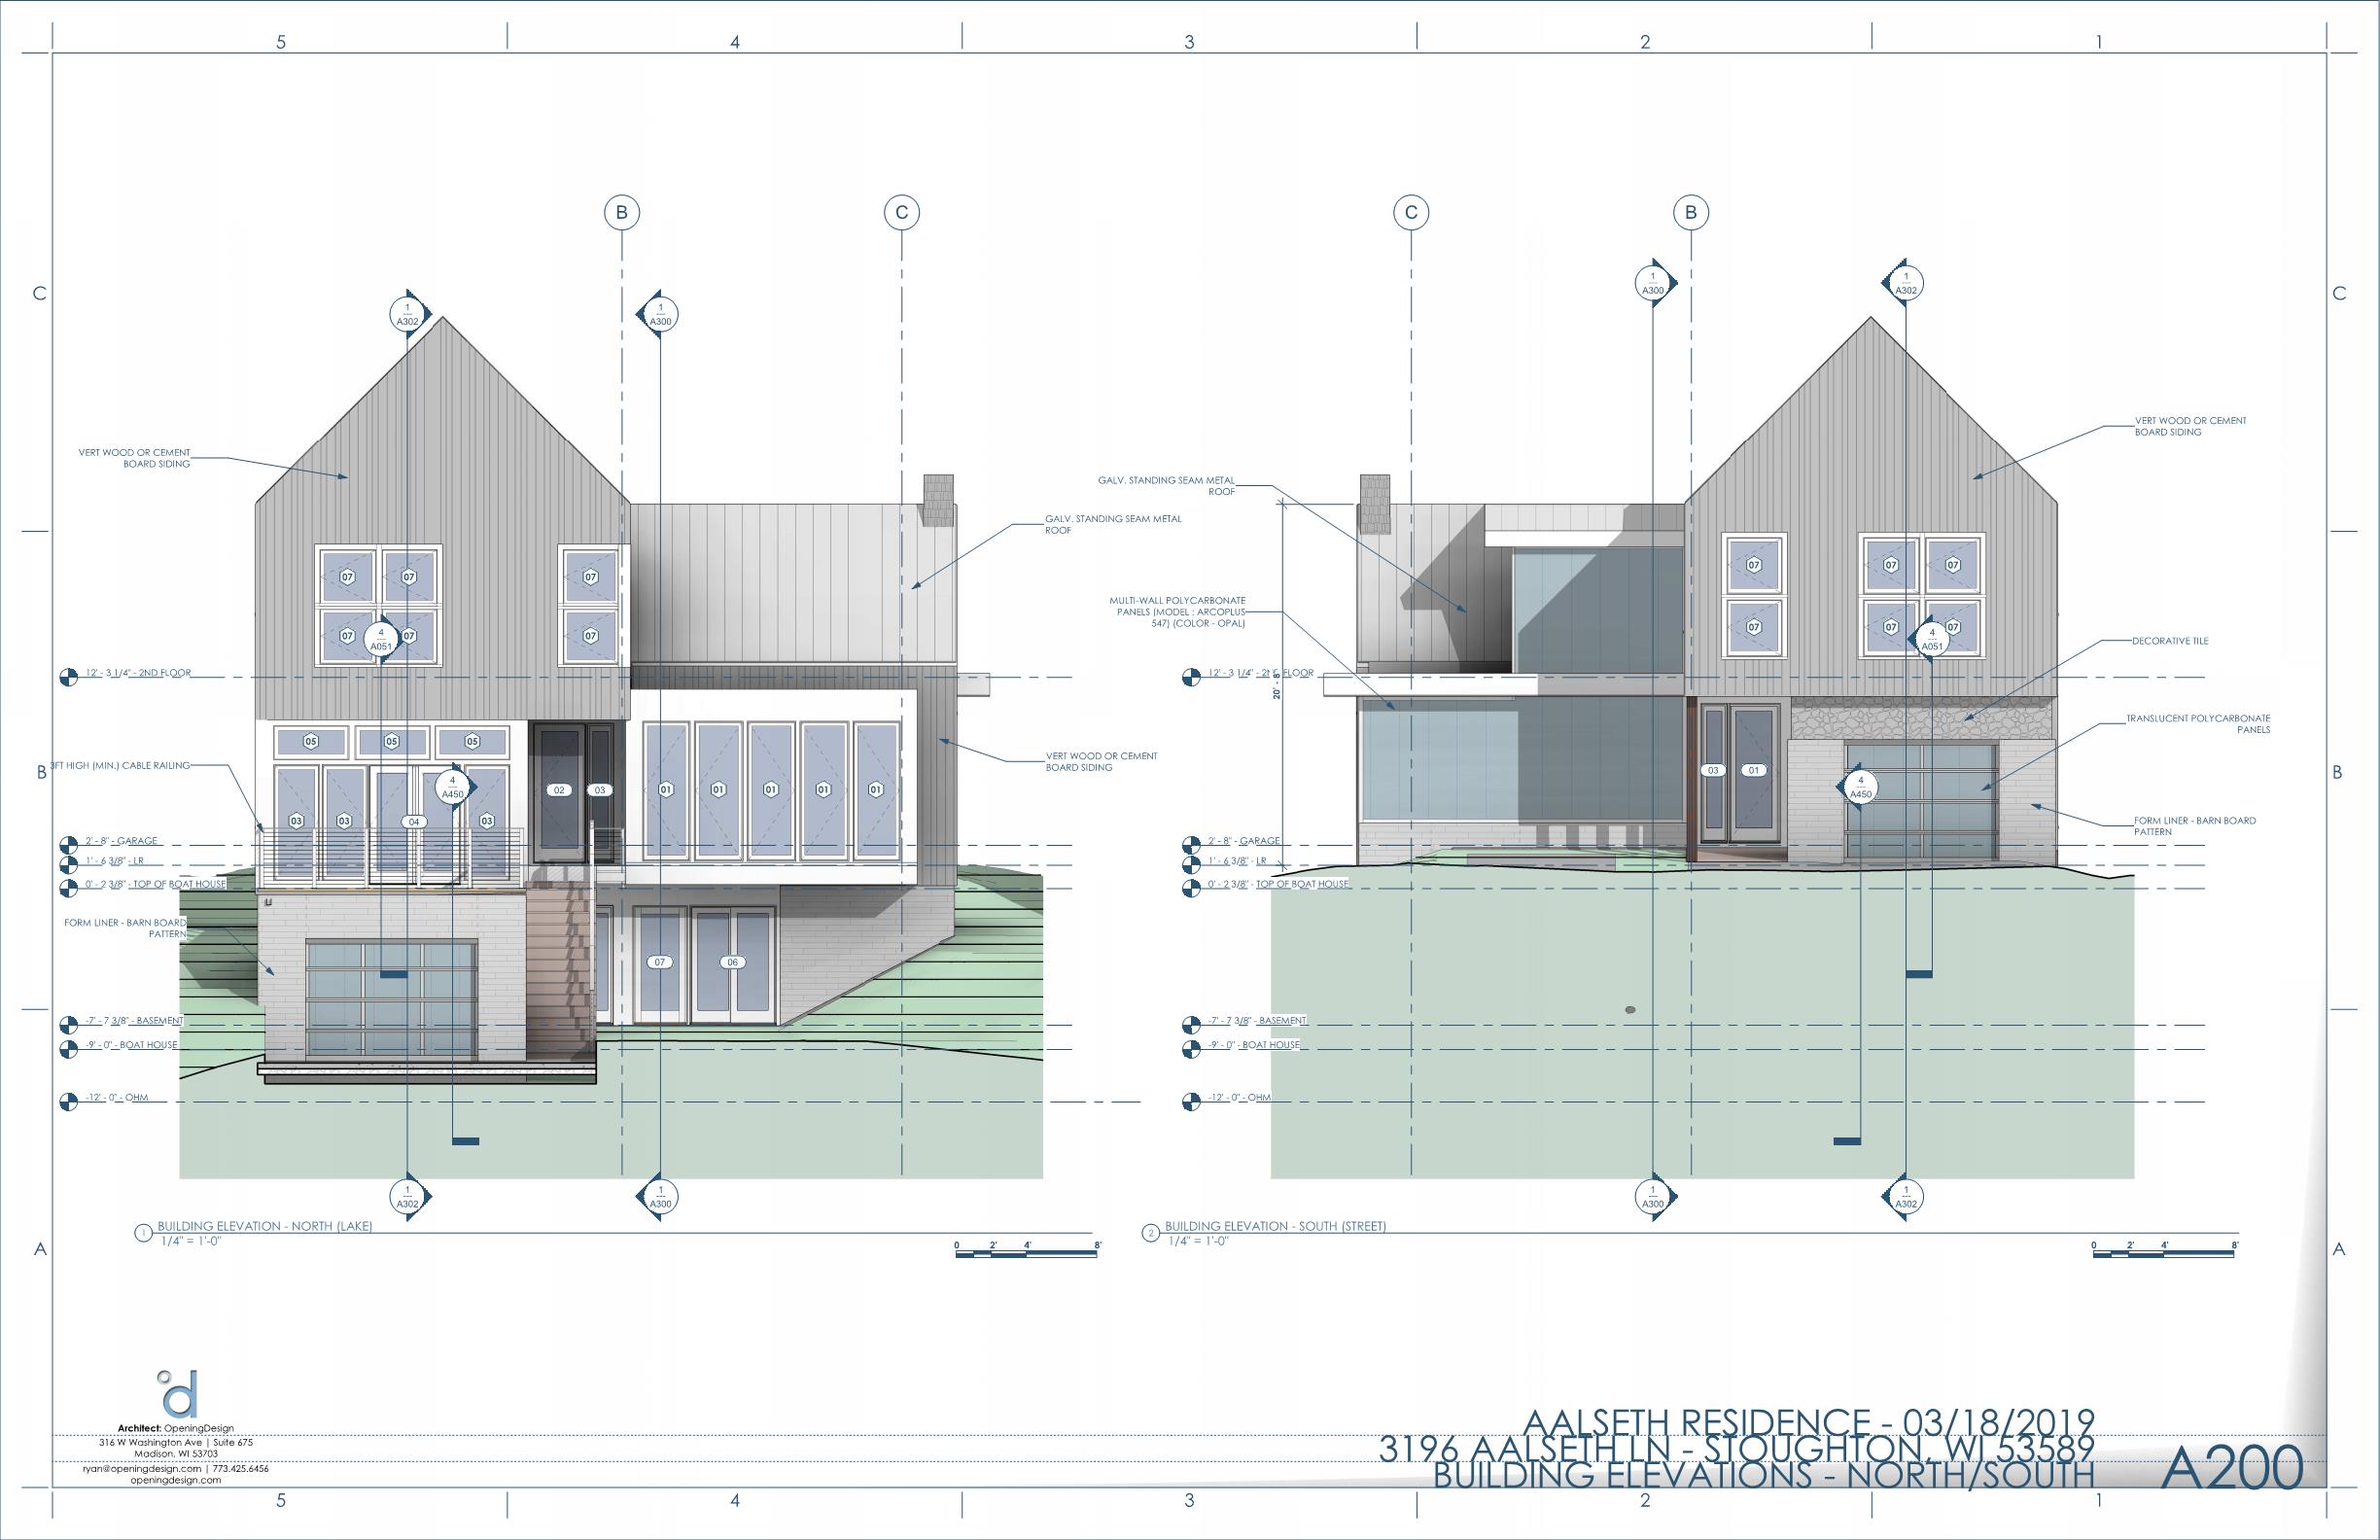 5
4
3
2
1
C
B
A
C
B
A
B
C
1
A302
1
A300
VERT WOOD OR CEMENT
BOARD SIDING
GALV. STANDING SEAM METAL
ROOF
07
07
07
07
07
07
4
A051
12' - 3 1/4" - 2ND FLOOR
05
05
05
02
03
01
01
01
01
01
VERT WOOD OR CEMENT
BOARD SIDING
3FT HIGH (MIN.) CABLE RAILING
4
A450
03
03
04
03
2' - 8" - GARAGE
1' - 6 3/8" - LR
0' - 2 3/8" - TOP OF BOAT HOUSE
FORM LINER - BARN BOARD
PATTERN
07
06
-7' - 7 3/8" - BASEMENT
-9' - 0" - BOAT HOUSE
-12' - 0" - OHM
1
A302
1
A300
1
BUILDING ELEVATION - NORTH (LAKE)
1/4" = 1'-0"
0 2' 4' 8'
C
B
1
A300
1
A302
VERT WOOD OR CEMENT
BOARD SIDING
GALV. STANDING SEAM METAL
ROOF
MULTI-WALL POLYCARBONATE
PANELS (MODEL : ARCOPLUS
547) (COLOR - OPAL)
07
07
07
07
07
07
4
A051
DECORATIVE TILE
12' - 3 1/4" - 2 FLOOR
20' - 8"
TRANSLUCENT POLYCARBONATE
PANELS
03
01
4
A450
FORM LINER - BARN BOARD
PATTERN
2' - 8" - GARAGE
1' - 6 3/8" - LR
0' - 2 3/8" - TOP OF BOAT HOUSE
-7' - 7 3/8" - BASEMENT
-9' - 0" - BOAT HOUSE
-12' - 0" - OHM
1
A300
1
A302
2
BUILDING ELEVATION - SOUTH (STREET)
1/4" = 1'-0"
0 2' 4' 8'
d
Architect: OpeningDesign
316 W Washington Ave | Suite 675
Madison, WI 53703
ryan@openingdesign.com | 773.425.6456
openingdesign.com
AALSETH RESIDENCE - 03/18/2019
3196 AALSETH LN - STOUGHTON, WI 53589
BUILDING ELEVATIONS - NORTH/SOUTH
A200
5
4
3
2
1